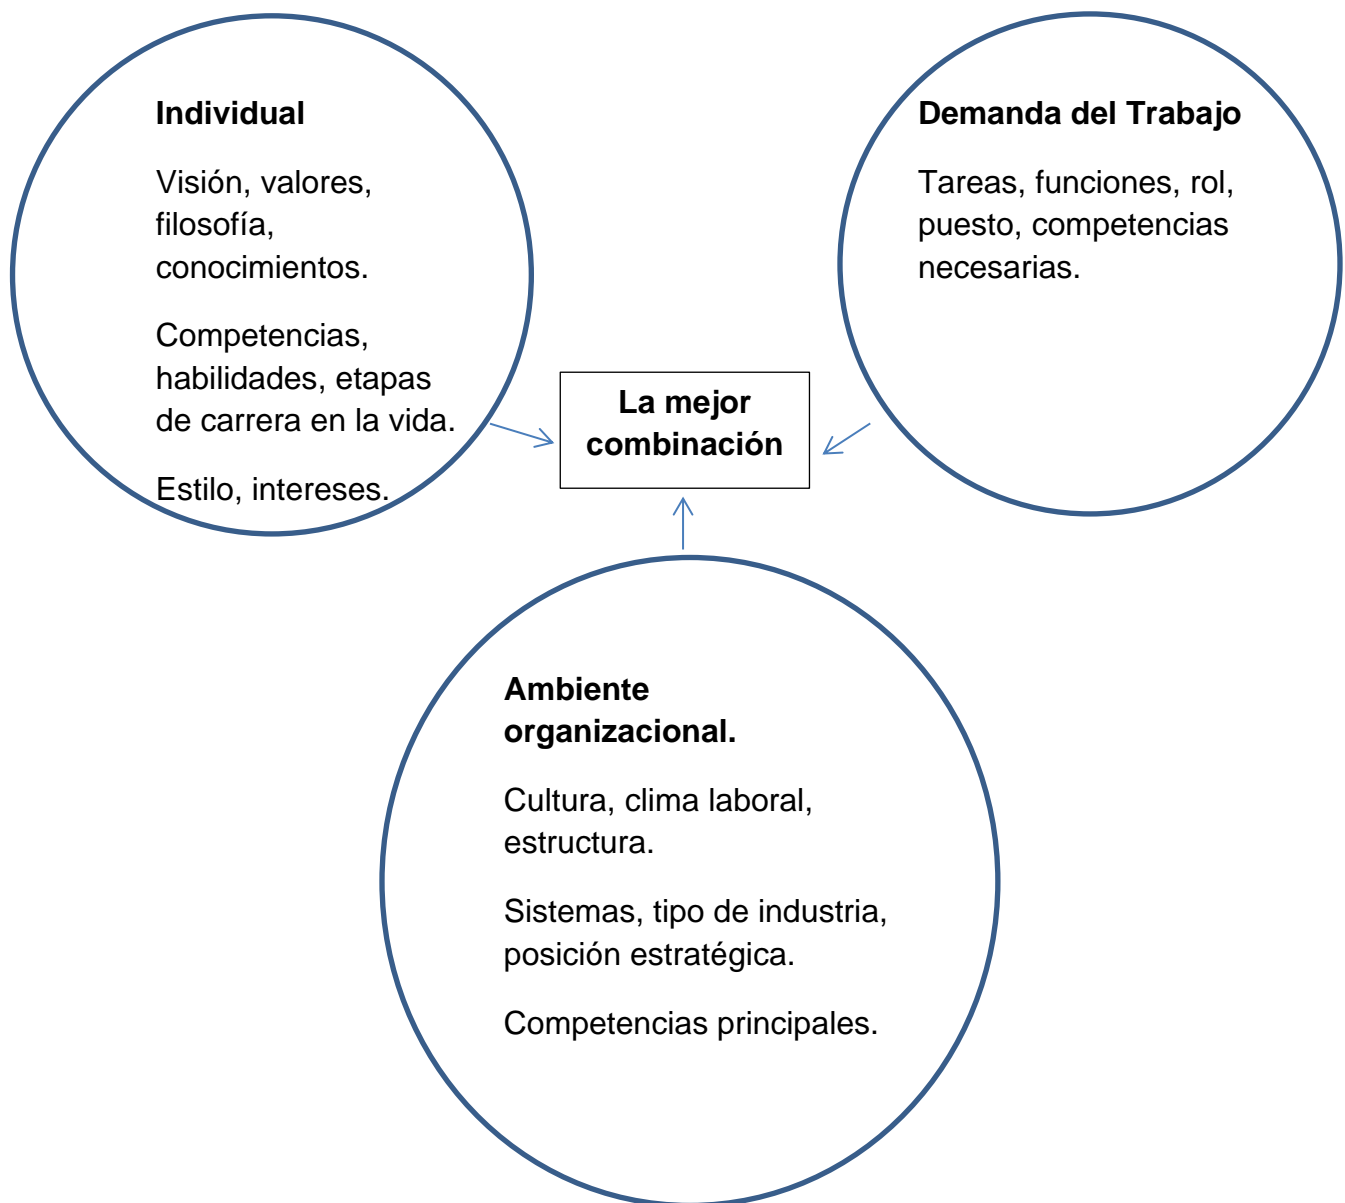 Individual
Visión, valores,
filosofía,
conocimientos.
Competencias,
habilidades, etapas
de carrera en la vida.
Estilo, intereses.
Demanda del Trabajo
Tareas, funciones, rol,
puesto, competencias
necesarias.
La mejor
combinación
Ambiente
organizacional.
Cultura, clima laboral,
estructura.
Sistemas, tipo de industria,
posición estratégica.
Competencias principales.